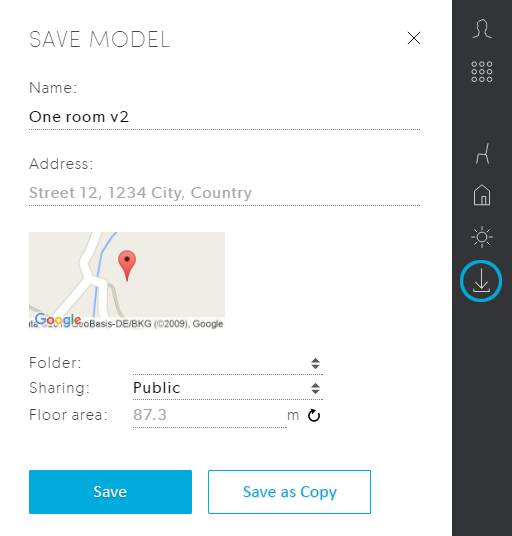 SAVE MODEL
Name:
One room v2
Address:
Street 12, 1234 City, Country
Google
GeoBasis-DE/BKG (©2009), Google
Folder:
Sharing: Public
Floor area: 87.3 m
Save Save as Copy